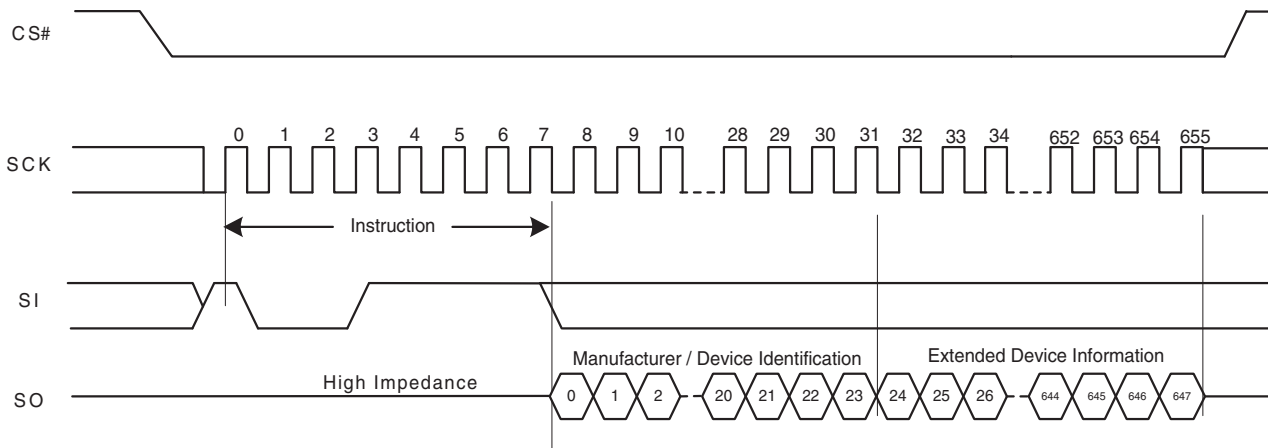 CS#
0 1 2 3 4 5 6 7 8 9 10 28 29 30 31 32 33 34 652 653 654 655
SCK
Instruction
SI
Manufacturer / Device Identification Extended Device Information
High Impedance
SO 0 1 2 20 21 22 23 24 25 26 644 645 646 647